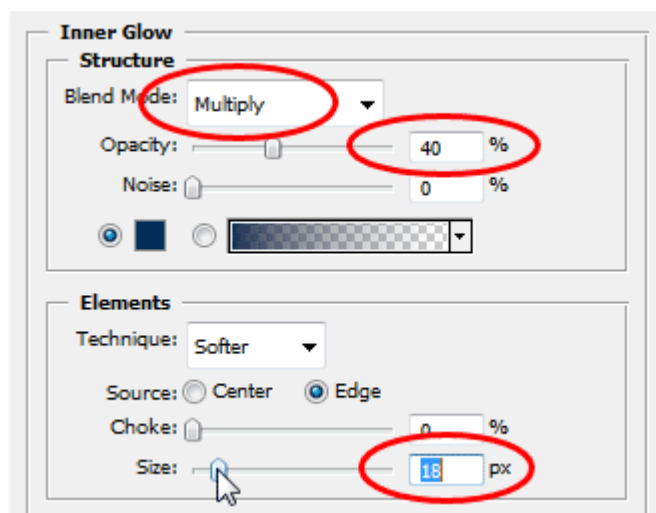 Inner Glow
Structure
Blend Mode: Multiply
Opacity: 40 %
Noise: 0 %
Elements
Technique: Softer
Source: Center Edge
Choke: 0 %
Size: 18 px